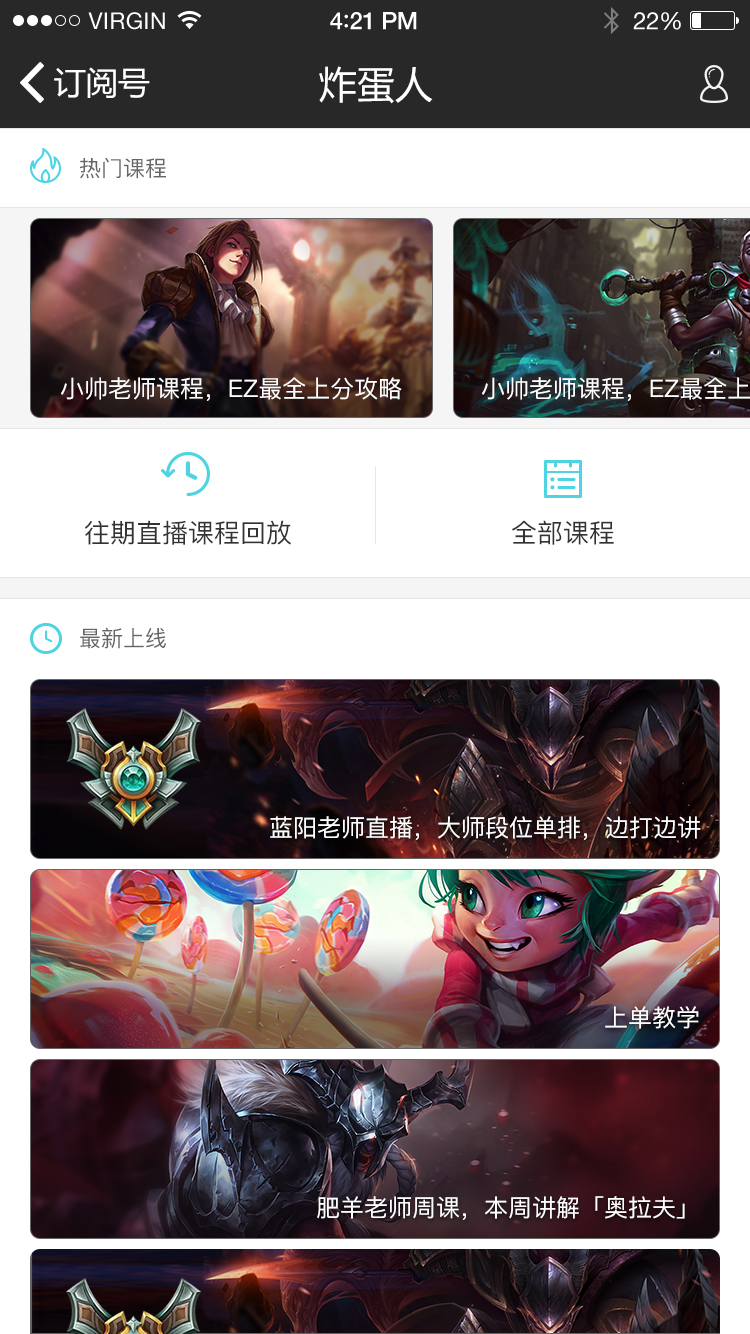 VIRGIN 4:21 PM 22%
订阅号 炸蛋人
热门课程
小帅老师课程，EZ最全上分攻略
小帅老师课程，EZ最全上
往期直播课程回放 全部课程
最新上线
蓝阳老师直播；大师段位单排，边打边讲
上单教学
肥羊老师周课，本周讲解「奥拉夫」